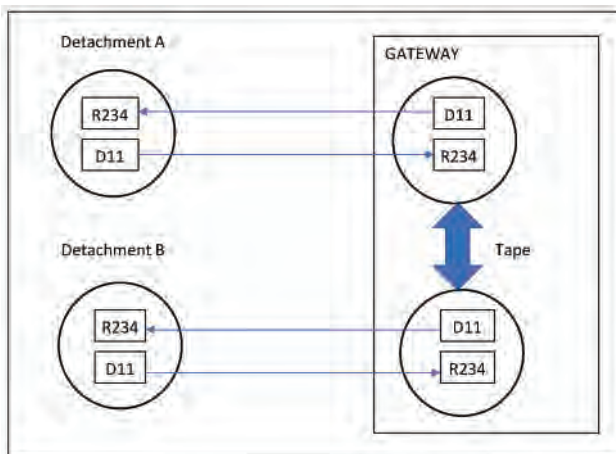 Detachment A
GATEWAY
R234
D11
D11
R234
Detachment B
Tape
R234
D11
D11
R234